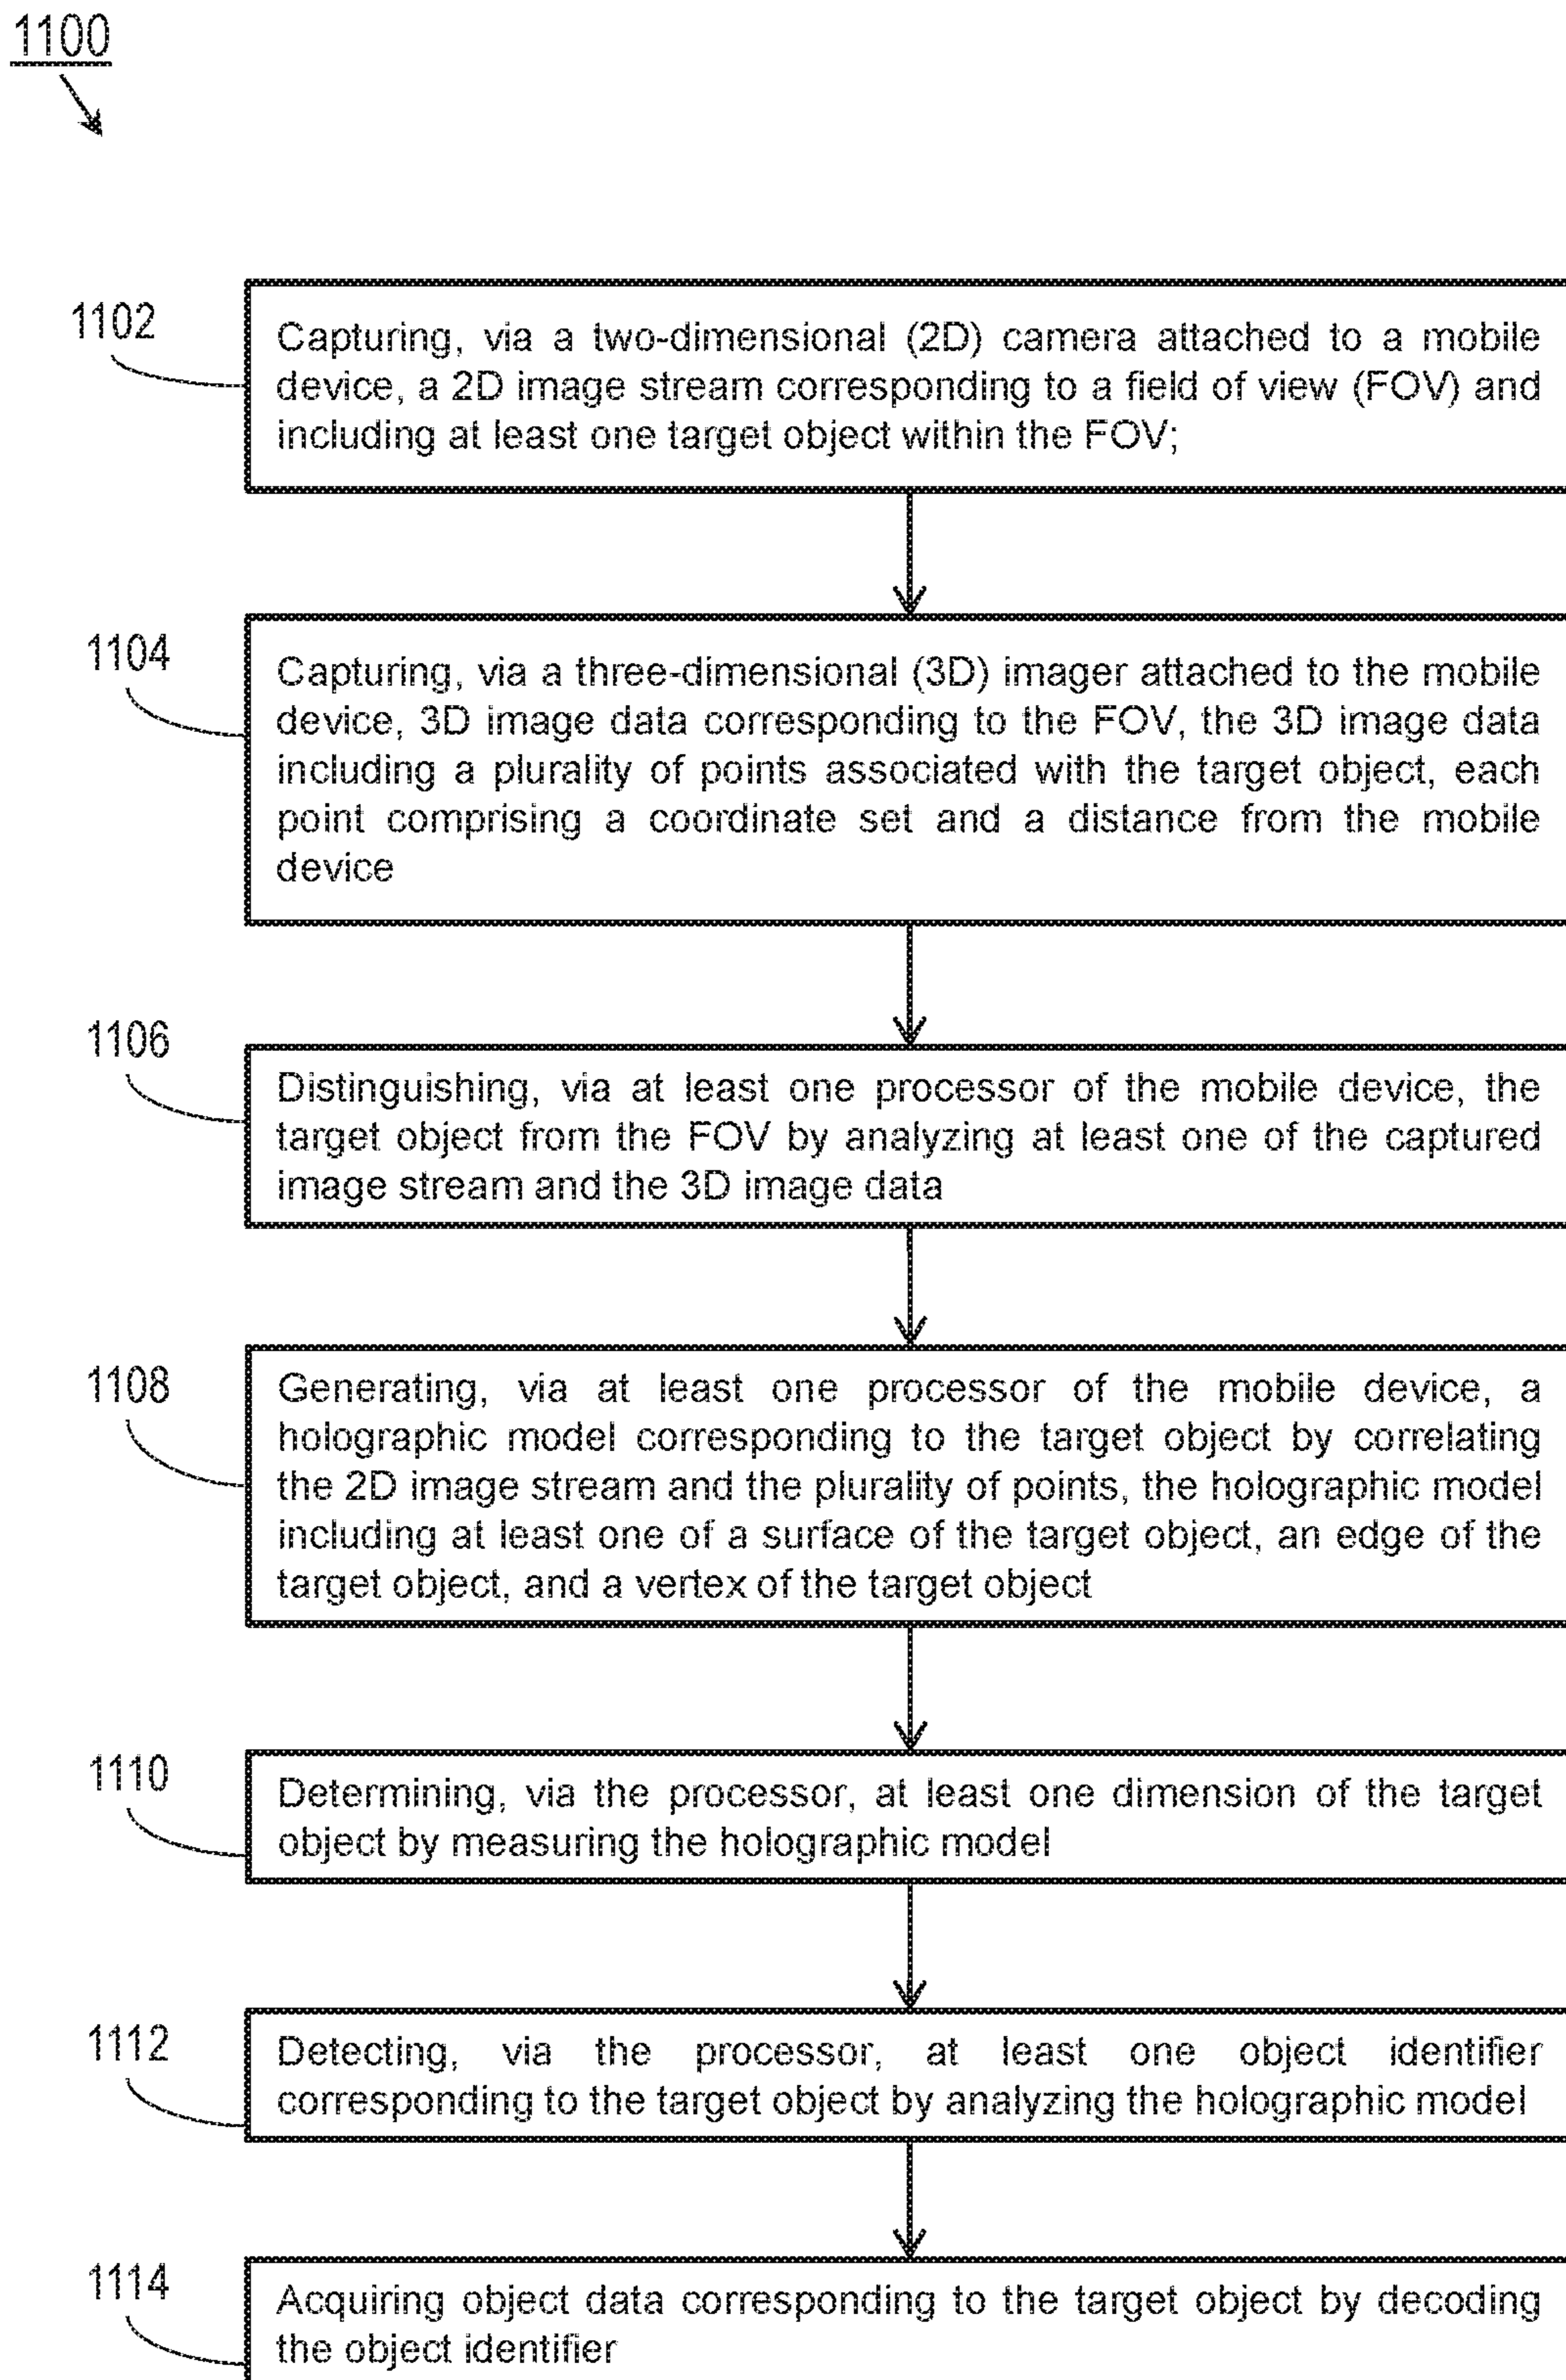 1100
1102
Capturing, via a two-dimensional (2D) camera attached to a mobile
device, a 2D image stream corresponding to a field of view (FOV) and
including at least one target object within the FOV;
1104
Capturing, via a three-dimensional (3D) imager attached to the mobile
device, 3D image data corresponding to the FOV, the 3D image data
including a plurality of points associated with the target object, each
point comprising a coordinate set and a distance from the mobile
device
1106
Distinguishing, via at least one processor of the mobile device, the
target object from the FOV by analyzing at least one of the captured
image stream and the 3D image data
1108
Generating, via at least one processor of the mobile device, a
holographic model corresponding to the target object by correlating
the 2D image stream and the plurality of points, the holographic model
including at least one of a surface of the target object, an edge of the
target object, and a vertex of the target object
1110
Determining, via the processor, at least one dimension of the target
object by measuring the holographic model
1112
Detecting, via the processor, at least one object identifier
corresponding to the target object by analyzing the holographic model
1114
Acquiring object data corresponding to the target object by decoding
the object identifier